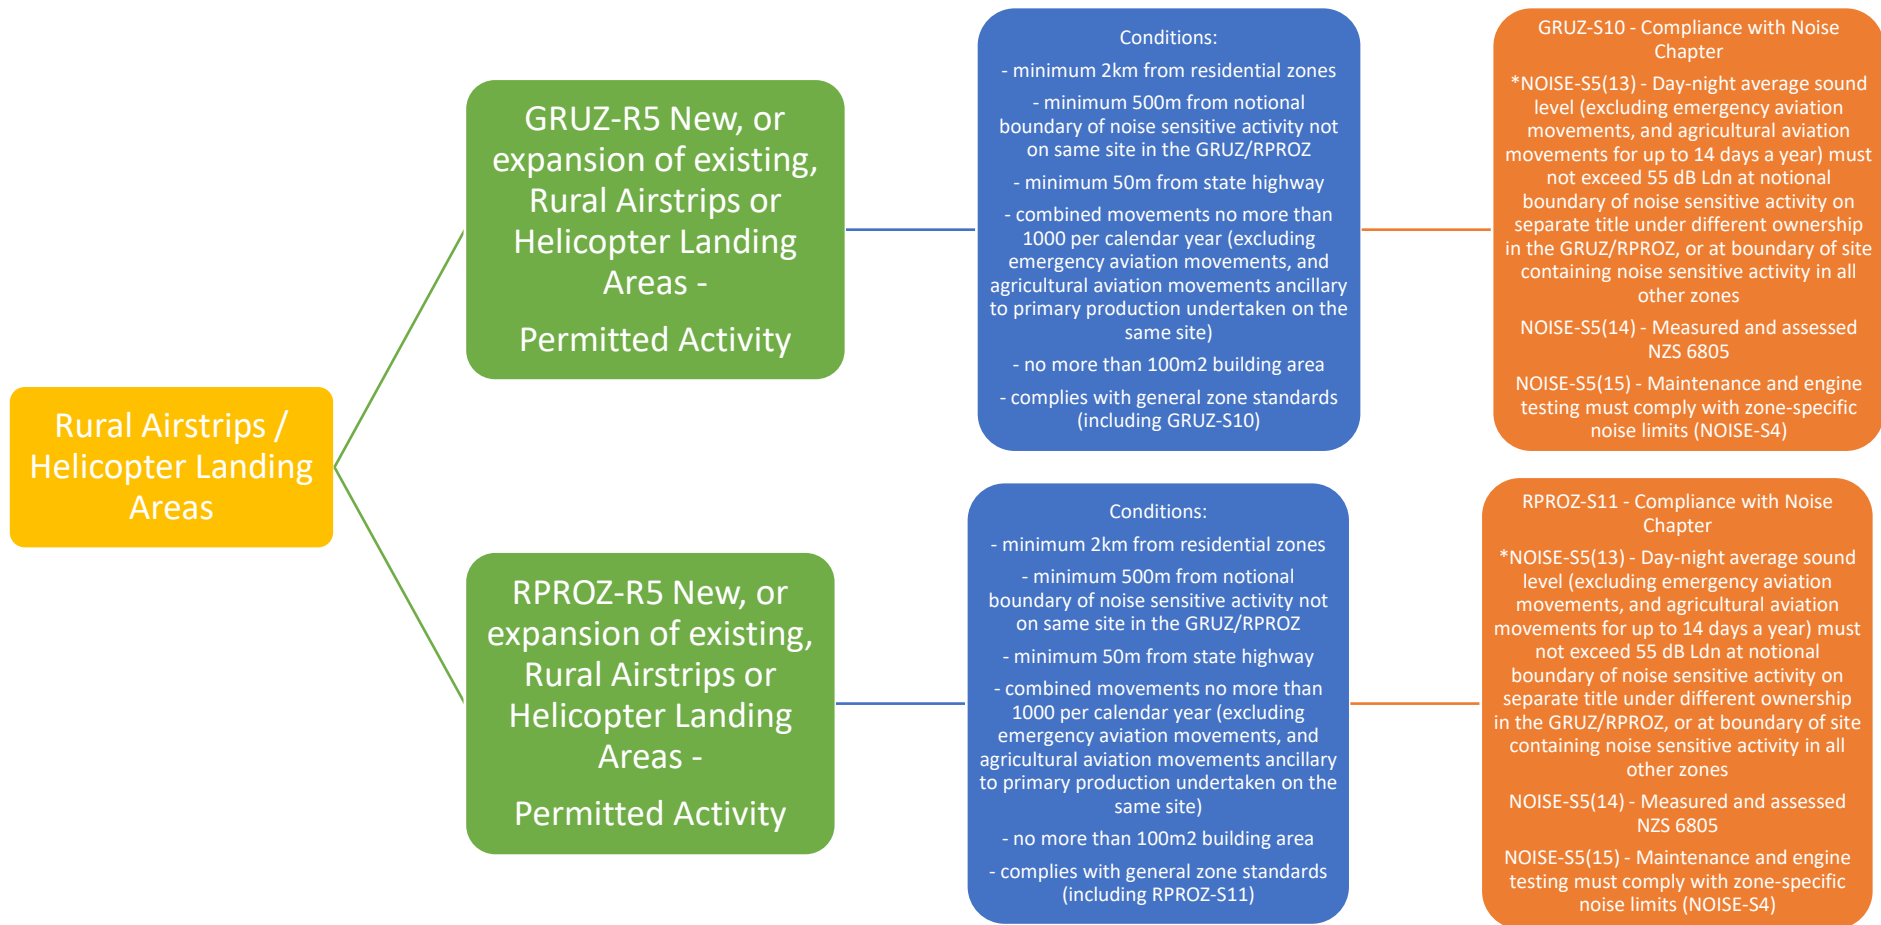 Rural Airstrips /
Helicopter Landing
Areas
GRUZ-R5 New, or
expansion of existing,
Rural Airstrips or
Helicopter Landing
Areas -
Permitted Activity
Conditions:
- minimum 2km from residential zones
- minimum 500m from notional
boundary of noise sensitive activity not
on same site in the GRUZ/RPROZ
- minimum 50m from state highway
- combined movements no more than
1000 per calendar year (excluding
emergency aviation movements, and
agricultural aviation movements ancillary
to primary production undertaken on the
same site)
- no more than 100m2 building area
- complies with general zone standards
(including GRUZ-S10)
GRUZ-S10 - Compliance with Noise
Chapter
*NOISE-S5(13) - Day-night average sound
level (excluding emergency aviation
movements, and agricultural aviation
movements for up to 14 days a year) must
not exceed 55 dB Ldn at notional
boundary of noise sensitive activity on
separate title under different ownership
in the GRUZ/RPROZ, or at boundary of site
containing noise sensitive activity in all
other zones
NOISE-S5(14) - Measured and assessed
NZS 6805
NOISE-S5(15) - Maintenance and engine
testing must comply with zone-specific
noise limits (NOISE-S4)
RPROZ-R5 New, or
expansion of existing,
Rural Airstrips or
Helicopter Landing
Areas -
Permitted Activity
Conditions:
- minimum 2km from residential zones
- minimum 500m from notional
boundary of noise sensitive activity not
on same site in the GRUZ/RPROZ
- minimum 50m from state highway
- combined movements no more than
1000 per calendar year (excluding
emergency aviation movements, and
agricultural aviation movements ancillary
to primary production undertaken on the
same site)
- no more than 100m2 building area
- complies with general zone standards
(including RPROZ-S11)
RPROZ-S11 - Compliance with Noise
Chapter
*NOISE-S5(13) - Day-night average sound
level (excluding emergency aviation
movements, and agricultural aviation
movements for up to 14 days a year) must
not exceed 55 dB Ldn at notional
boundary of noise sensitive activity on
separate title under different ownership
in the GRUZ/RPROZ, or at boundary of site
containing noise sensitive activity in all
other zones
NOISE-S5(14) - Measured and assessed
NZS 6805
NOISE-S5(15) - Maintenance and engine
testing must comply with zone-specific
noise limits (NOISE-S4)